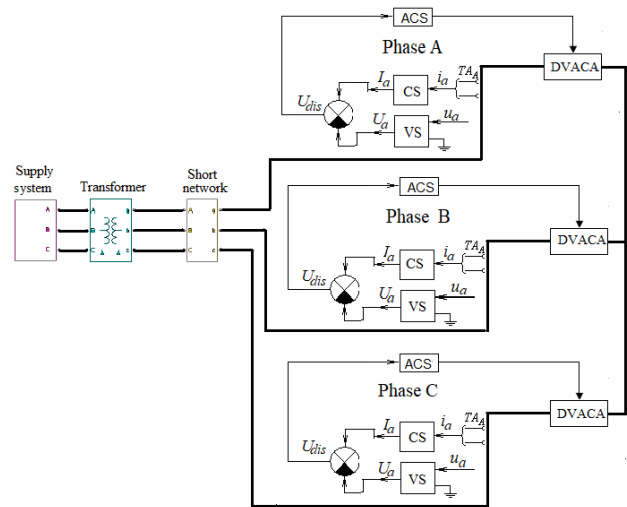 ACS
Phase A
DVACA
I_a
i_a
TA_A
CS
U_dis
U_a
VS
u_a
Supply system
Transformer
Short network
A
B
C
A
B
C
a
b
c
A
B
C
a
b
c
ACS
Phase B
DVACA
I_a
i_a
TA_A
CS
U_dis
U_a
VS
u_a
ACS
Phase C
DVACA
I_a
i_a
TA_A
CS
U_dis
U_a
VS
u_a